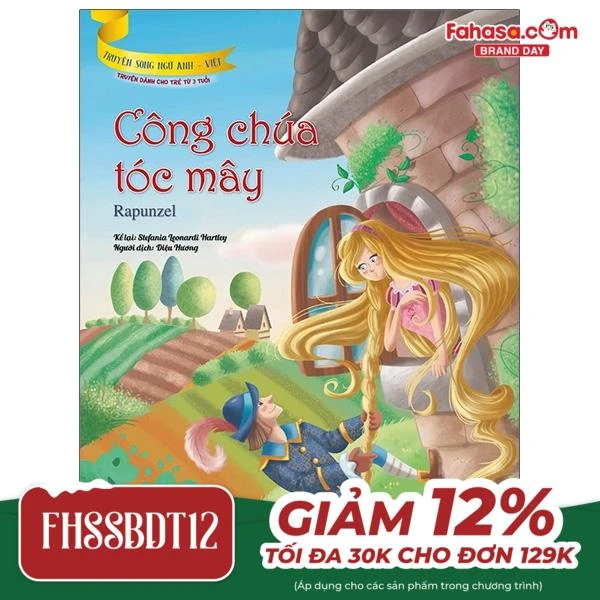 Fahasa.com
BRAND DAY
TRUYỆN SONG NGỮ ANH - VIỆT
TRUYỆN DÀNH CHO TRẺ TỪ 3 TUỔI
Công chúa
tóc mây
Rapunzel
Kể lại: Stefania Leonardi Hartley
Người dịch: Diệu Hương
FHSSBDT12
GIẢM 12%
TỐI ĐA 30K CHO ĐƠN 129K
(Áp dụng cho các sản phẩm trong chương trình)